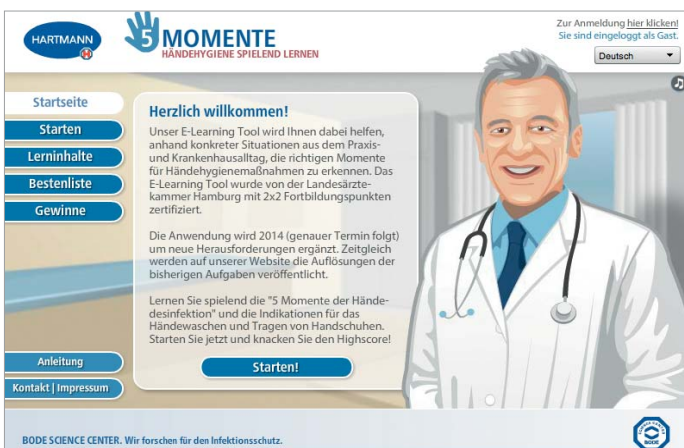 HARTMANN
5 MOMENTE
HÄNDEHYGIENE SPIELEND LERNEN
Zur Anmeldung hier klicken!
Sie sind eingeloggt als Gast.
Deutsch
Startseite
Starten
Lerninhalte
Bestenliste
Gewinne
Anleitung
Kontakt | Impressum
Herzlich willkommen!
Unser E-Learning Tool wird Ihnen dabei helfen,
anhand konkreter Situationen aus dem Praxis-
und Krankenhausalltag, die richtigen Momente
für Händehygienemaßnahmen zu erkennen. Das
E-Learning Tool wurde von der Landesärzte-
kammer Hamburg mit 2x2 Fortbildungspunkten
zertifiziert.
Die Anwendung wird 2014 (genauer Termin folgt)
um neue Herausforderungen ergänzt. Zeitgleich
werden auf unserer Website die Auflösungen der
bisherigen Aufgaben veröffentlicht.
Lernen Sie spielend die "5 Momente der Hände-
desinfektion" und die Indikationen für das
Händewaschen und Tragen von Handschuhen.
Starten Sie jetzt und knacken Sie den Highscore!
Starten!
BODE SCIENCE CENTER. Wir forschen für den Infektionsschutz.
SCIENCE CENTER
BODE